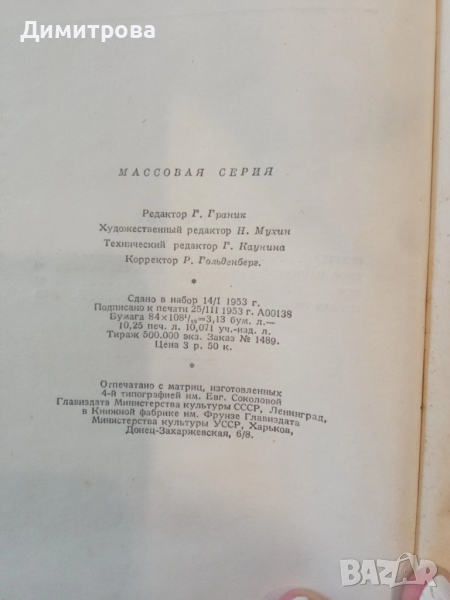 Димитрова
МАССОВАЯ СЕРИЯ
Редактор Г. Граник
Художественный редактор Н. Мухин
Технический редактор Г. Каунина
Корректор Р. Гольденберг.
*
Сдано в набор 14/I 1953 г.
Подписано к печати 25/III 1953 г. А00138
Бумага 84×108¹/₃₂=3,13 бум. л.—
10,25 печ. л. 10,071 уч.-изд. л.
Тираж 500.000 экз. Заказ № 1489.
Цена 3 р. 50 к.
*
Отпечатано с матриц, изготовленных
4-й типографией им. Евг. Соколовой
Главиздата Министерства культуры СССР, Ленинград,
в Книжной фабрике им. Фрунзе Главиздата
Министерства культуры УССР, Харьков,
Донец-Захаржевская, 6/8.
BAZAR